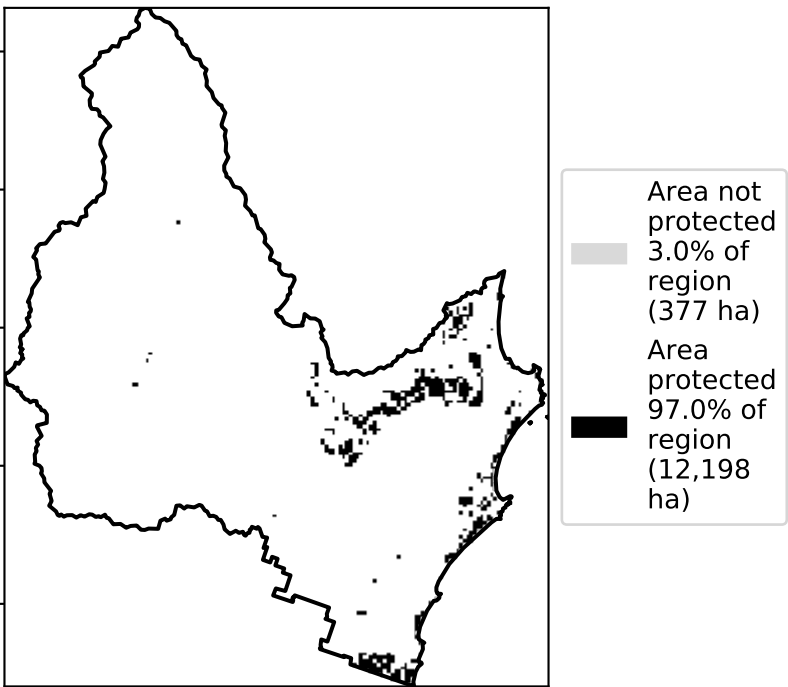 Area not
protected
3.0% of
region
(377 ha)
Area
protected
97.0% of
region
(12,198
ha)